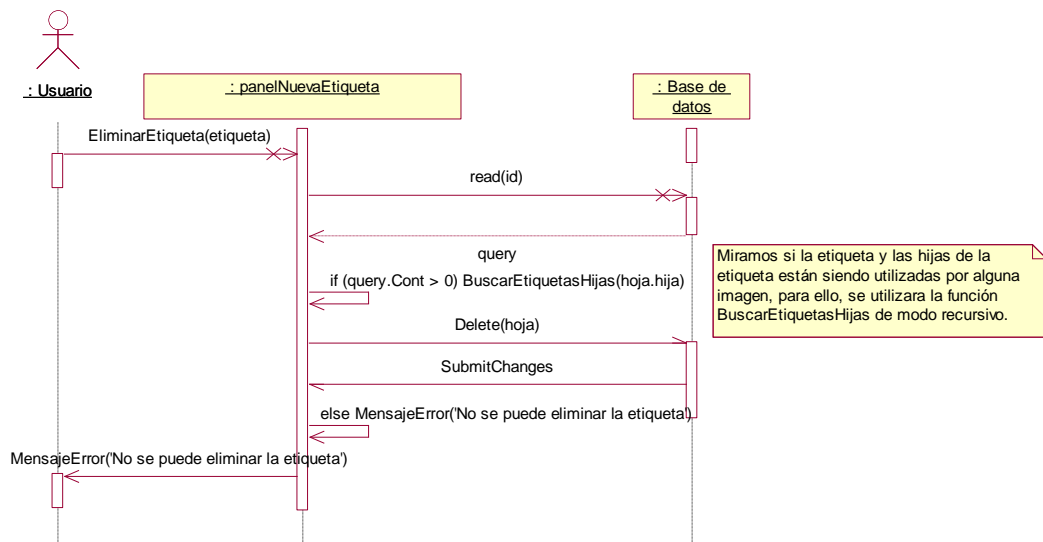 : Usuario
: panelNuevaEtiqueta
: Base de
datos
EliminarEtiqueta(etiqueta)
read(id)
query
Miramos si la etiqueta y las hijas de la
etiqueta están siendo utilizadas por alguna
imagen, para ello, se utilizara la función
BuscarEtiquetasHijas de modo recursivo.
if (query.Cont > 0) BuscarEtiquetasHijas(hoja.hija)
Delete(hoja)
SubmitChanges
else MensajeError('No se puede eliminar la etiqueta')
MensajeError('No se puede eliminar la etiqueta')